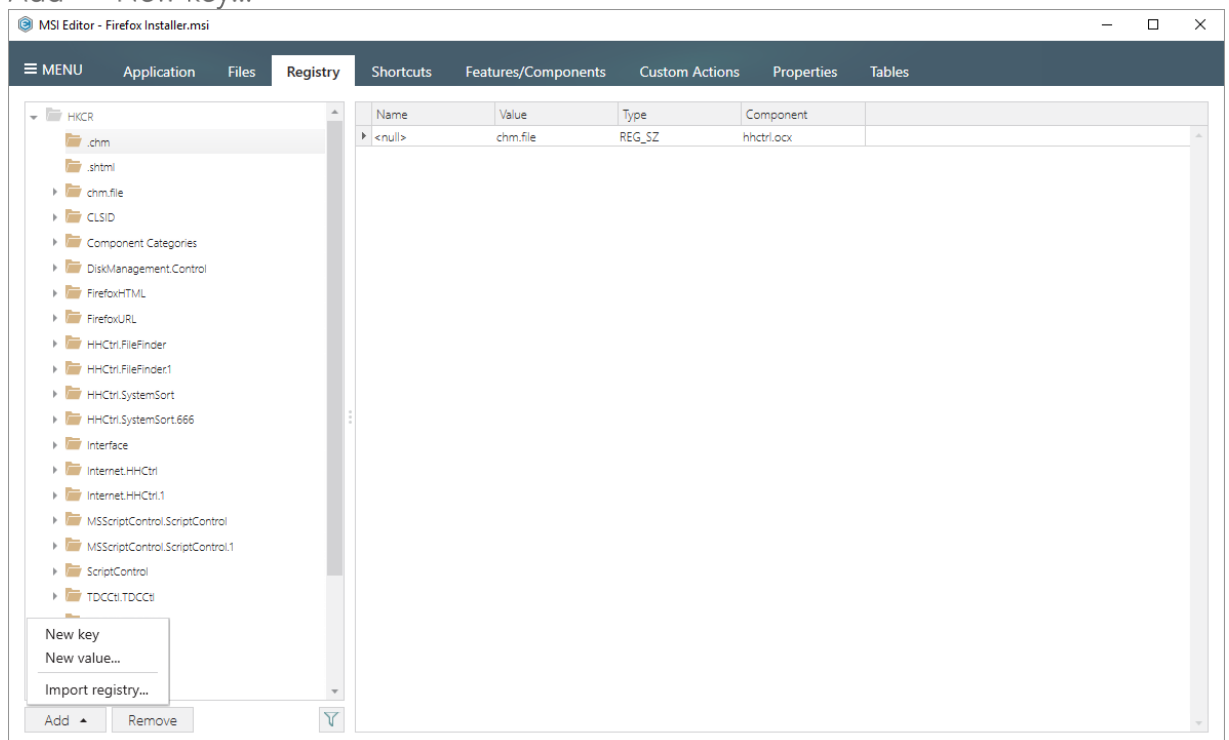 Add -> New key...
MSI Editor - Firefox Installer.msi
MENU Application Files Registry Shortcuts Features/Components Custom Actions Properties Tables
HKCR
.chm
.shtml
chm.file
CLSID
Component Categories
DiskManagement.Control
FirefoxHTML
FirefoxURL
HHCtrl.FileFinder
HHCtrl.FileFinder.1
HHCtrl.SystemSort
HHCtrl.SystemSort.666
Interface
Internet.HHCtrl
Internet.HHCtrl.1
MSScriptControl.ScriptControl
MSScriptControl.ScriptControl.1
ScriptControl
TDCCtl.TDCCtl
New key
New value...
Import registry...
Add Remove
Name Value Type Component
<null> chm.file REG_SZ hhctrl.ocx